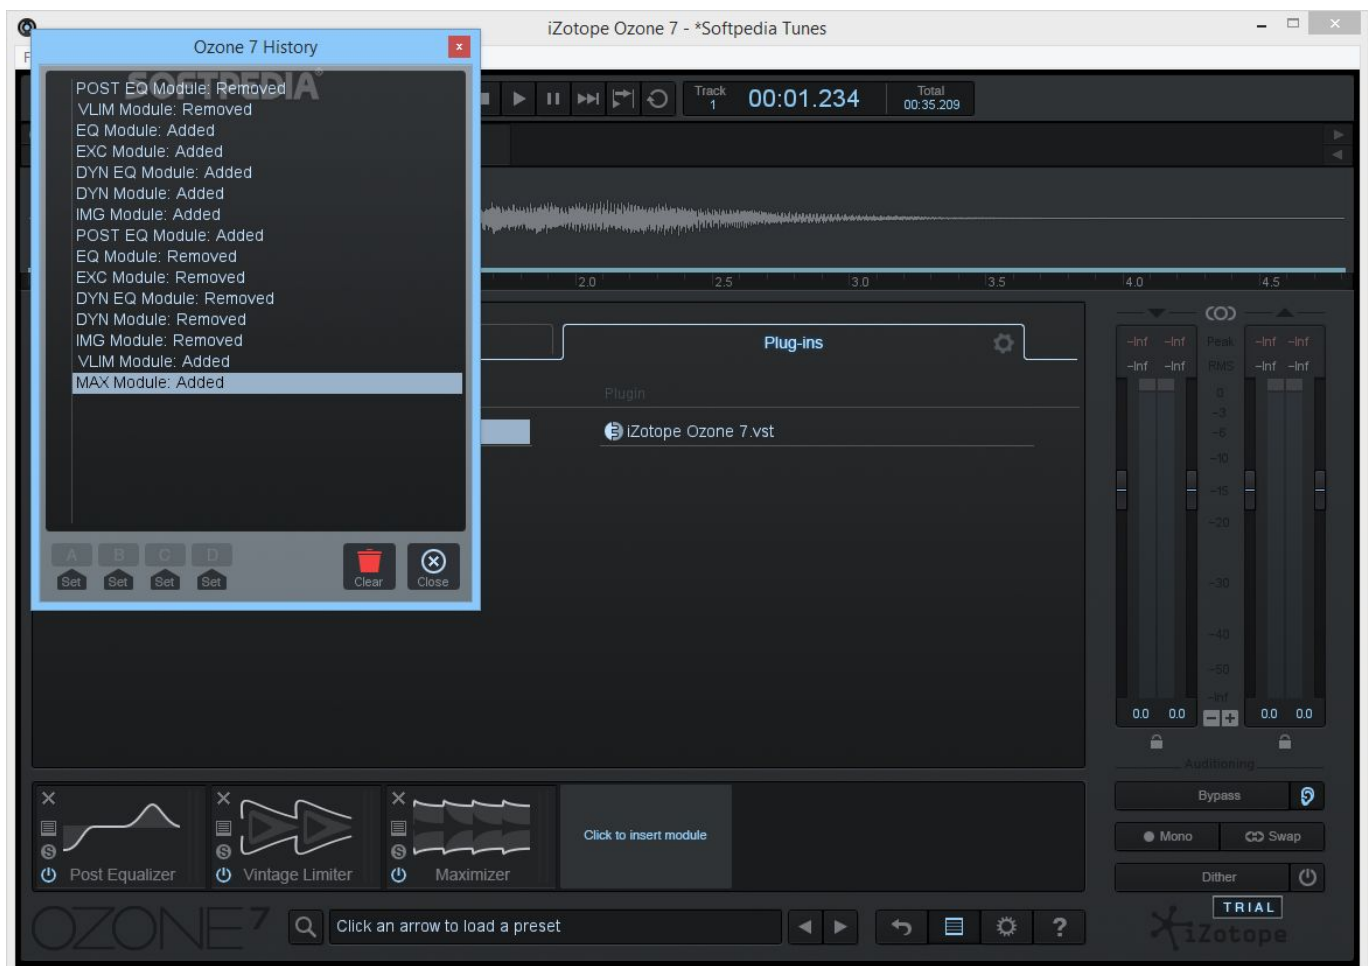 iZotope Ozone 7 - *Softpedia Tunes
Ozone 7 History
x
F
SOFTPEDIA®
POST EQ Module: Removed
VLIM Module: Removed
EQ Module: Added
EXC Module: Added
DYN EQ Module: Added
DYN Module: Added
IMG Module: Added
POST EQ Module: Added
EQ Module: Removed
EXC Module: Removed
DYN EQ Module: Removed
DYN Module: Removed
IMG Module: Removed
VLIM Module: Added
MAX Module: Added
A B C D
Set Set Set Set
Clear Close
Track 1 00:01.234 Total 00:35.209
2.0 2.5 3.0 3.5 4.0 4.5
Plug-ins
Plugin
iZotope Ozone 7.vst
-Inf -Inf Peak -Inf -Inf
-Inf -Inf RMS -Inf -Inf
0
-3
-6
-10
-15
-20
-30
-40
-50
-Inf
0.0 0.0 0.0 0.0
Auditioning
Bypass
Mono Swap
Dither
S Post Equalizer
S Vintage Limiter
S Maximizer
Click to insert module
OZONE 7
Click an arrow to load a preset
?
TRIAL
iZotope